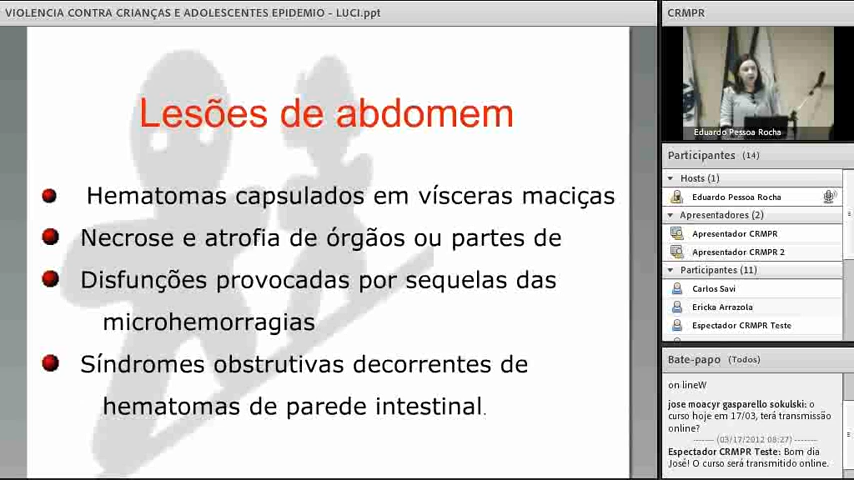 VIOLENCIA CONTRA CRIANÇAS E ADOLESCENTES EPIDEMIO - LUCI.ppt
Lesões de abdomem
Hematomas capsulados em vísceras maciças
Necrose e atrofia de órgãos ou partes de
Disfunções provocadas por sequelas das
microhemorragias
Síndromes obstrutivas decorrentes de
hematomas de parede intestinal.
CRMPR
Eduardo Pessoa Rocha
Participantes (14)
Hosts (1)
Eduardo Pessoa Rocha
Apresentadores (2)
Apresentador CRMPR
Apresentador CRMPR 2
Participantes (11)
Carlos Savi
Ericka Arrazola
Espectador CRMPR Teste
Bate-papo (Todos)
on lineW
jose moacyr gasparello sokulski: o
curso hoje em 17/03, terá transmissão
online?
------- (03/17/2012 08:27) -------
Espectador CRMPR Teste: Bom dia
José! O curso será transmitido online.